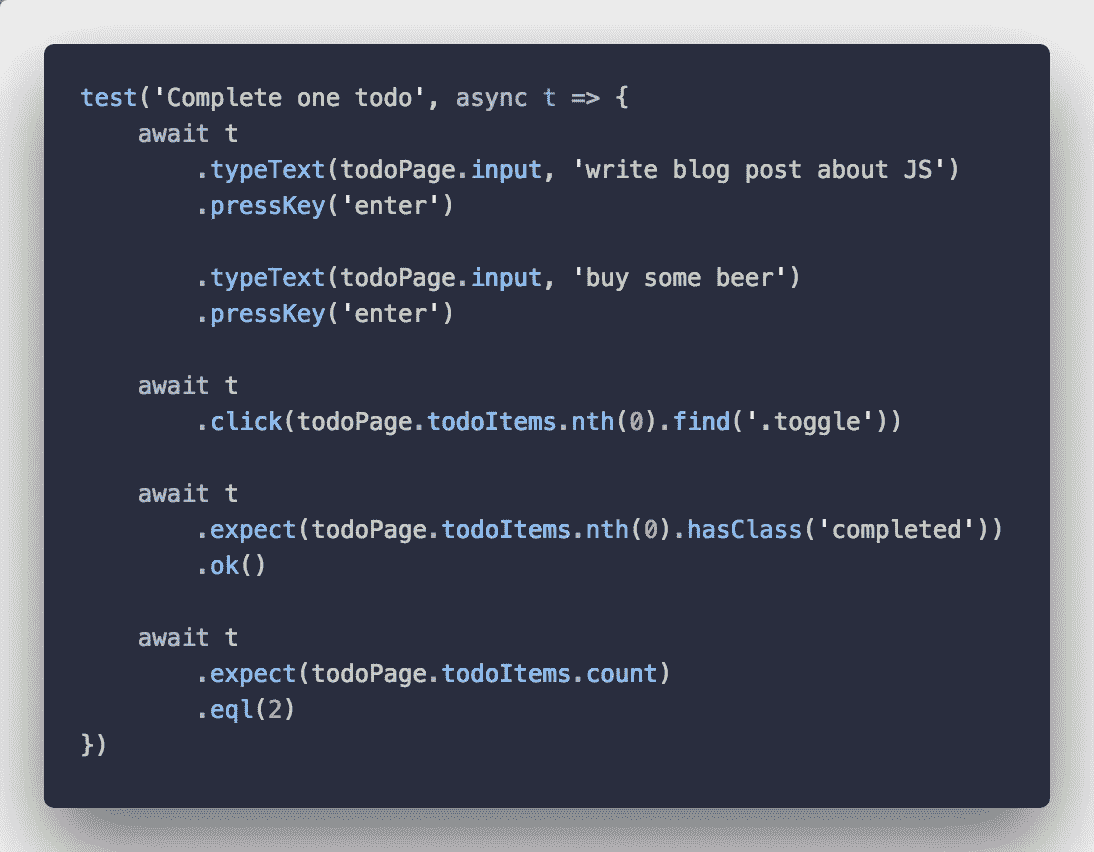 test('Complete one todo', async t => {
    await t
        .typeText(todoPage.input, 'write blog post about JS')
        .pressKey('enter')

        .typeText(todoPage.input, 'buy some beer')
        .pressKey('enter')

    await t
        .click(todoPage.todoItems.nth(0).find('.toggle'))

    await t
        .expect(todoPage.todoItems.nth(0).hasClass('completed'))
        .ok()

    await t
        .expect(todoPage.todoItems.count)
        .eql(2)
})